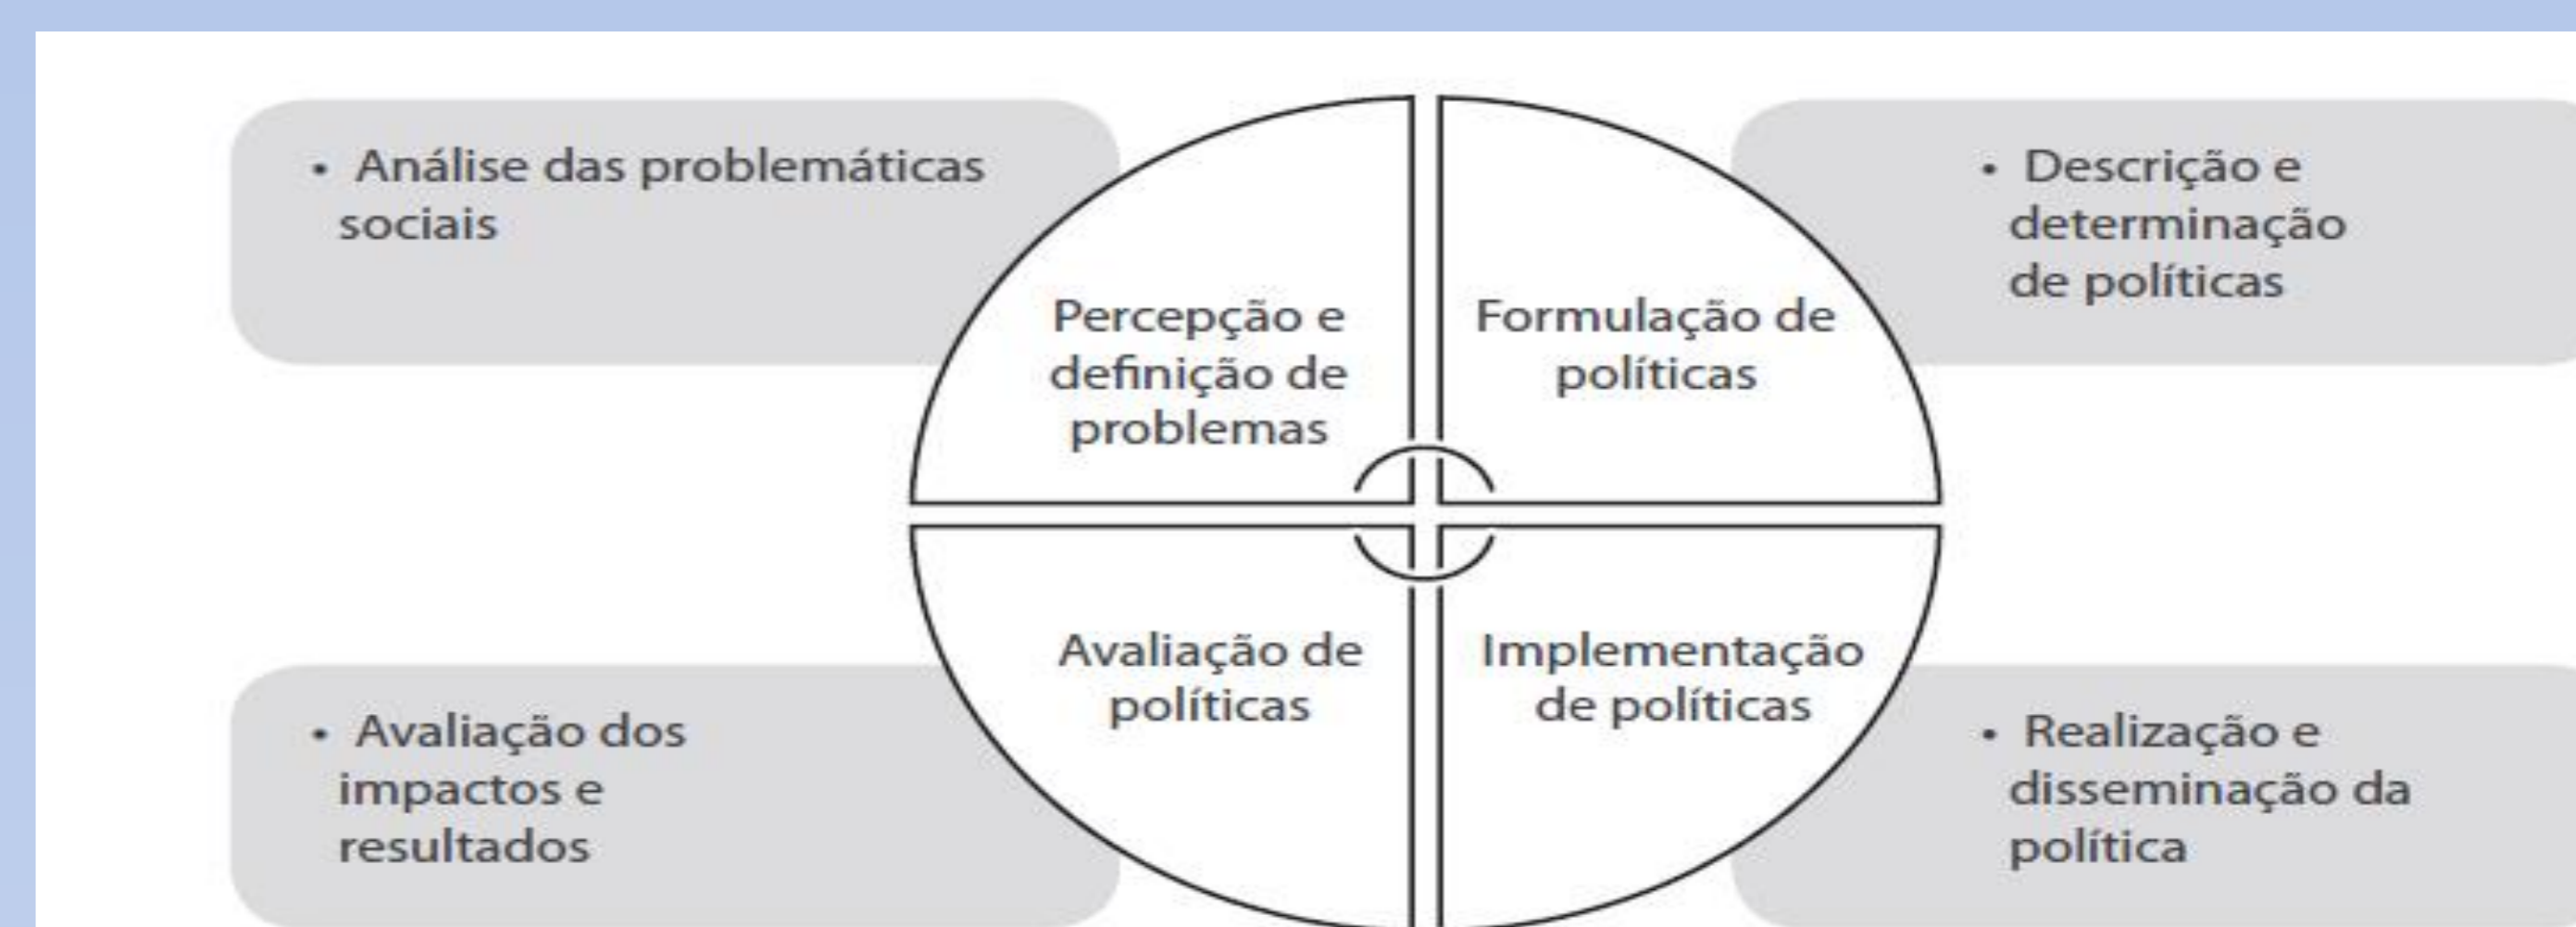 • Análise das problemáticas
sociais
Percepção e
definição de
problemas
Formulação de
políticas
• Descrição e
determinação
de políticas
• Avaliação dos
impactos e
resultados
Avaliação de
políticas
Implementação
de políticas
• Realização e
disseminação da
política